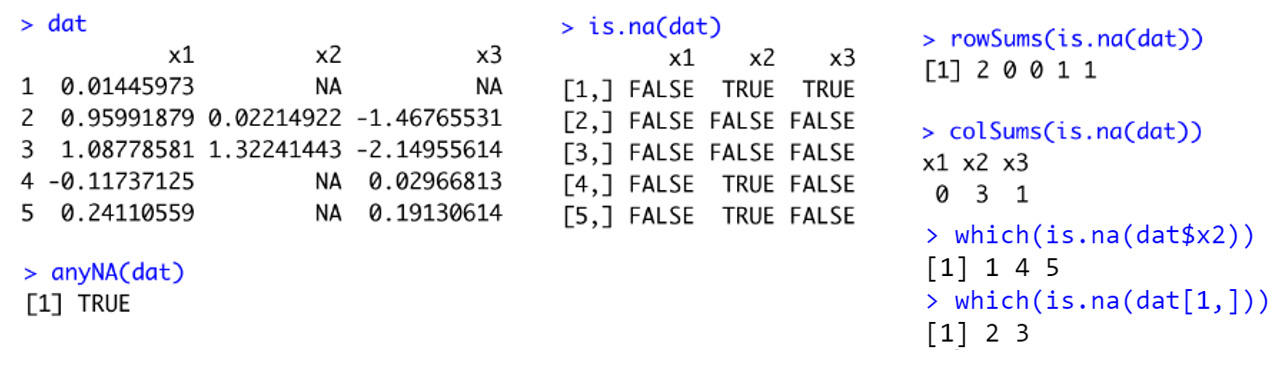 > dat
           x1         x2          x3
1  0.01445973         NA          NA
2  0.95991879 0.02214922 -1.46765531
3  1.08778581 1.32241443 -2.14955614
4 -0.11737125         NA  0.02966813
5  0.24110559         NA  0.19130614
> anyNA(dat)
[1] TRUE
> is.na(dat)
        x1    x2    x3
[1,] FALSE  TRUE  TRUE
[2,] FALSE FALSE FALSE
[3,] FALSE FALSE FALSE
[4,] FALSE  TRUE FALSE
[5,] FALSE  TRUE FALSE
> rowSums(is.na(dat))
[1] 2 0 0 1 1
> colSums(is.na(dat))
x1 x2 x3
 0  3  1
> which(is.na(dat$x2))
[1] 1 4 5
> which(is.na(dat[1,]))
[1] 2 3